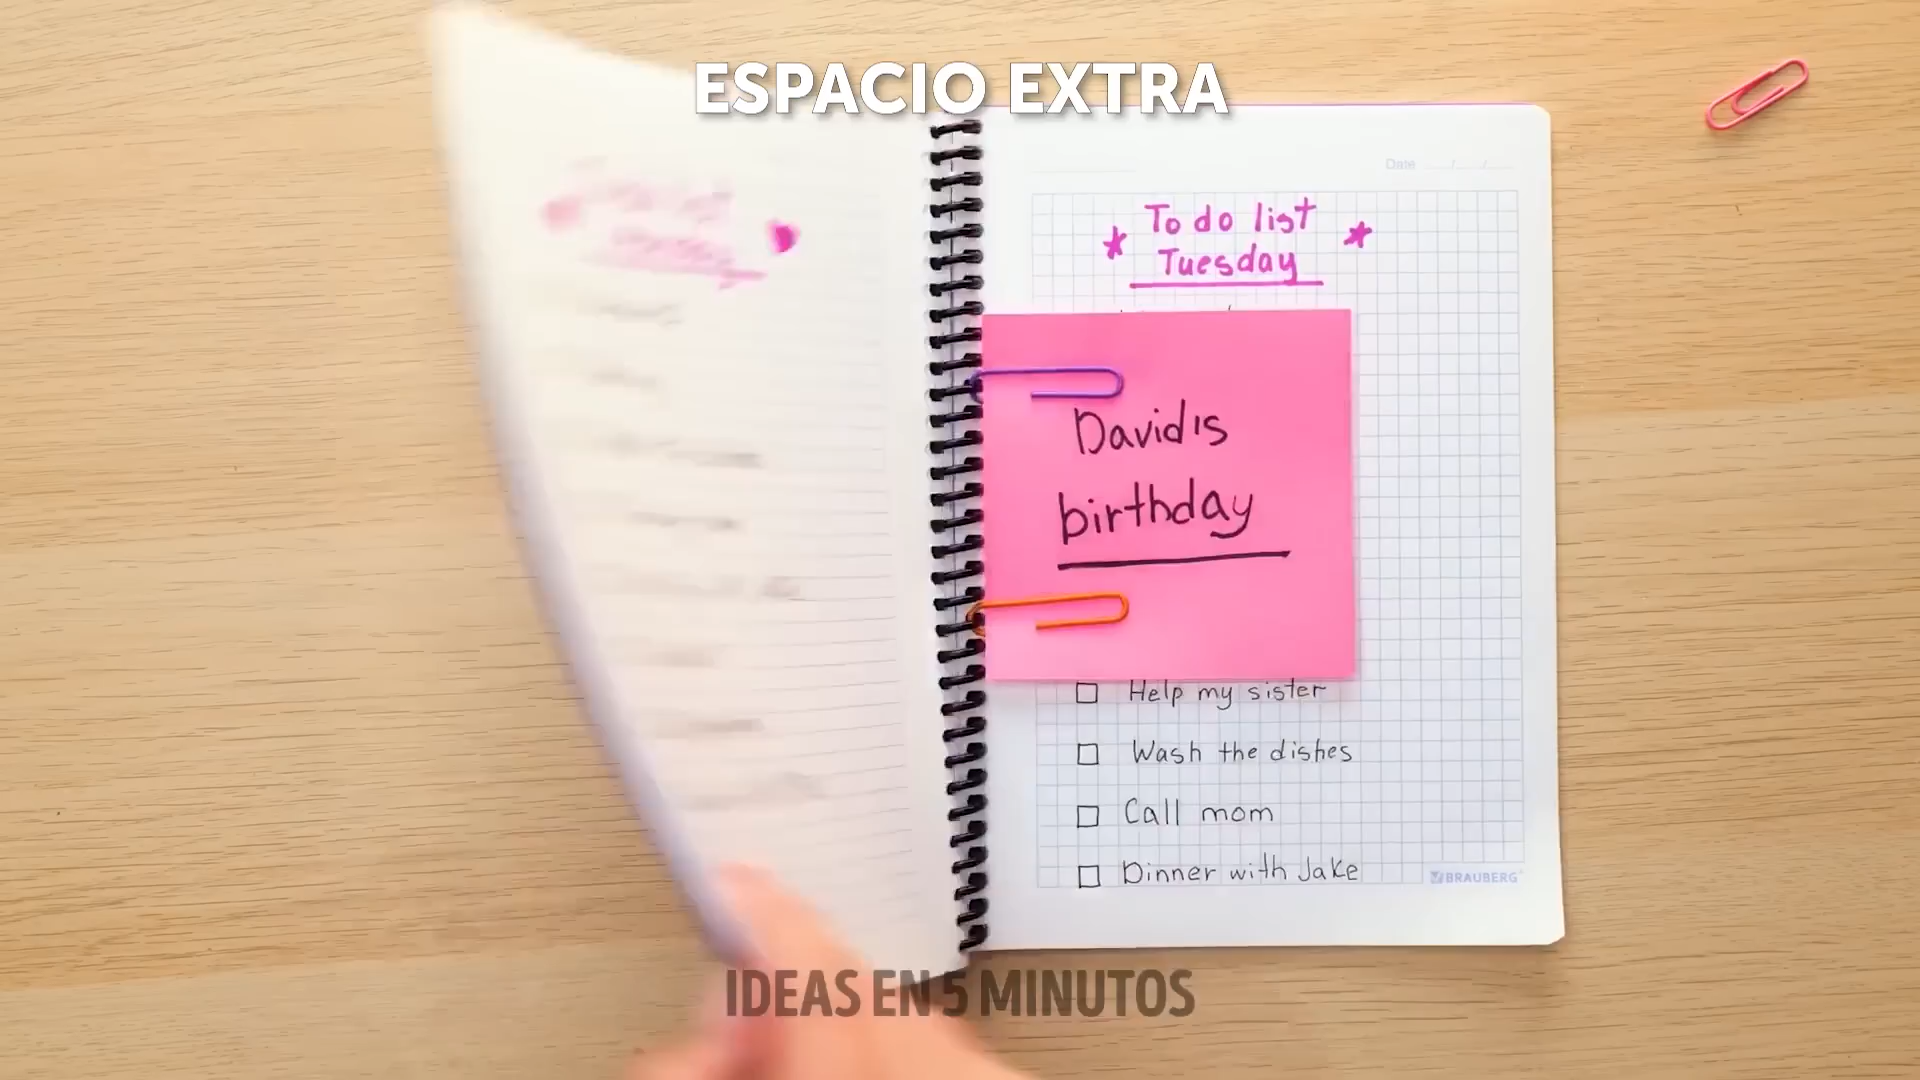 ESPACIO EXTRA
Date / /
To do list
Tuesday
David's
birthday
Help my sister
Wash the dishes
Call mom
Dinner with Jake
BRAUBERG
IDEAS EN 5 MINUTOS